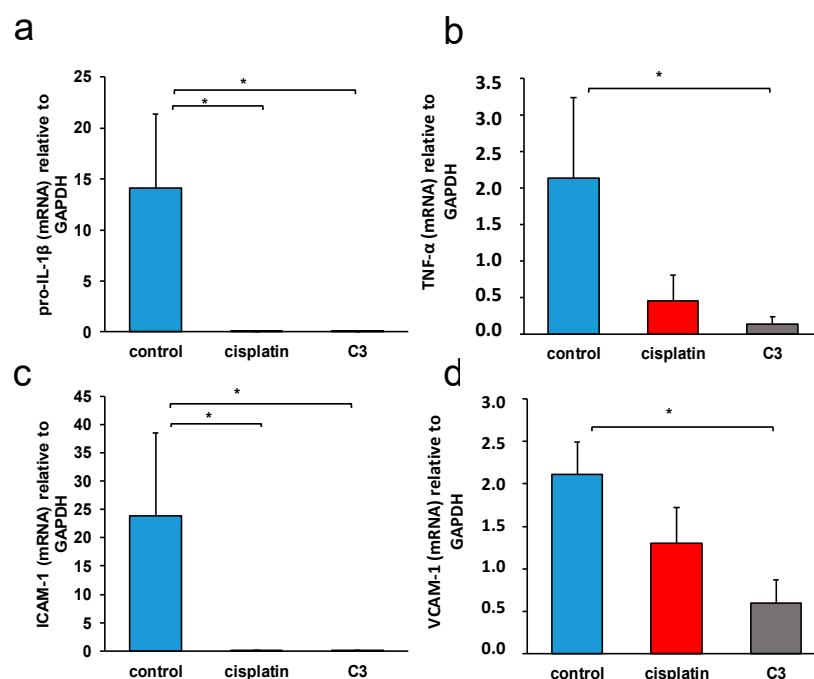 a
pro-IL-1β (mRNA) relative to
GAPDH
25
20
15
10
5
0
*
*
control cisplatin C3
b
TNF-α (mRNA) relative to
GAPDH
3.5
3.0
2.5
2.0
1.5
1.0
0.5
0.0
*
control cisplatin C3
c
ICAM-1 (mRNA) relative to
GAPDH
45
40
35
30
25
20
15
10
5
0
*
*
control cisplatin C3
d
VCAM-1 (mRNA) relative to
GAPDH
3.0
2.5
2.0
1.5
1.0
0.5
0.0
*
control cisplatin C3